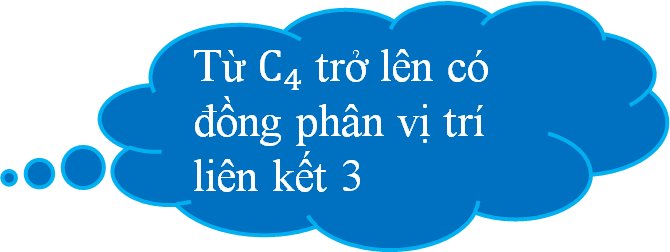 Từ C₄ trở lên có
đồng phân vị trí
liên kết 3